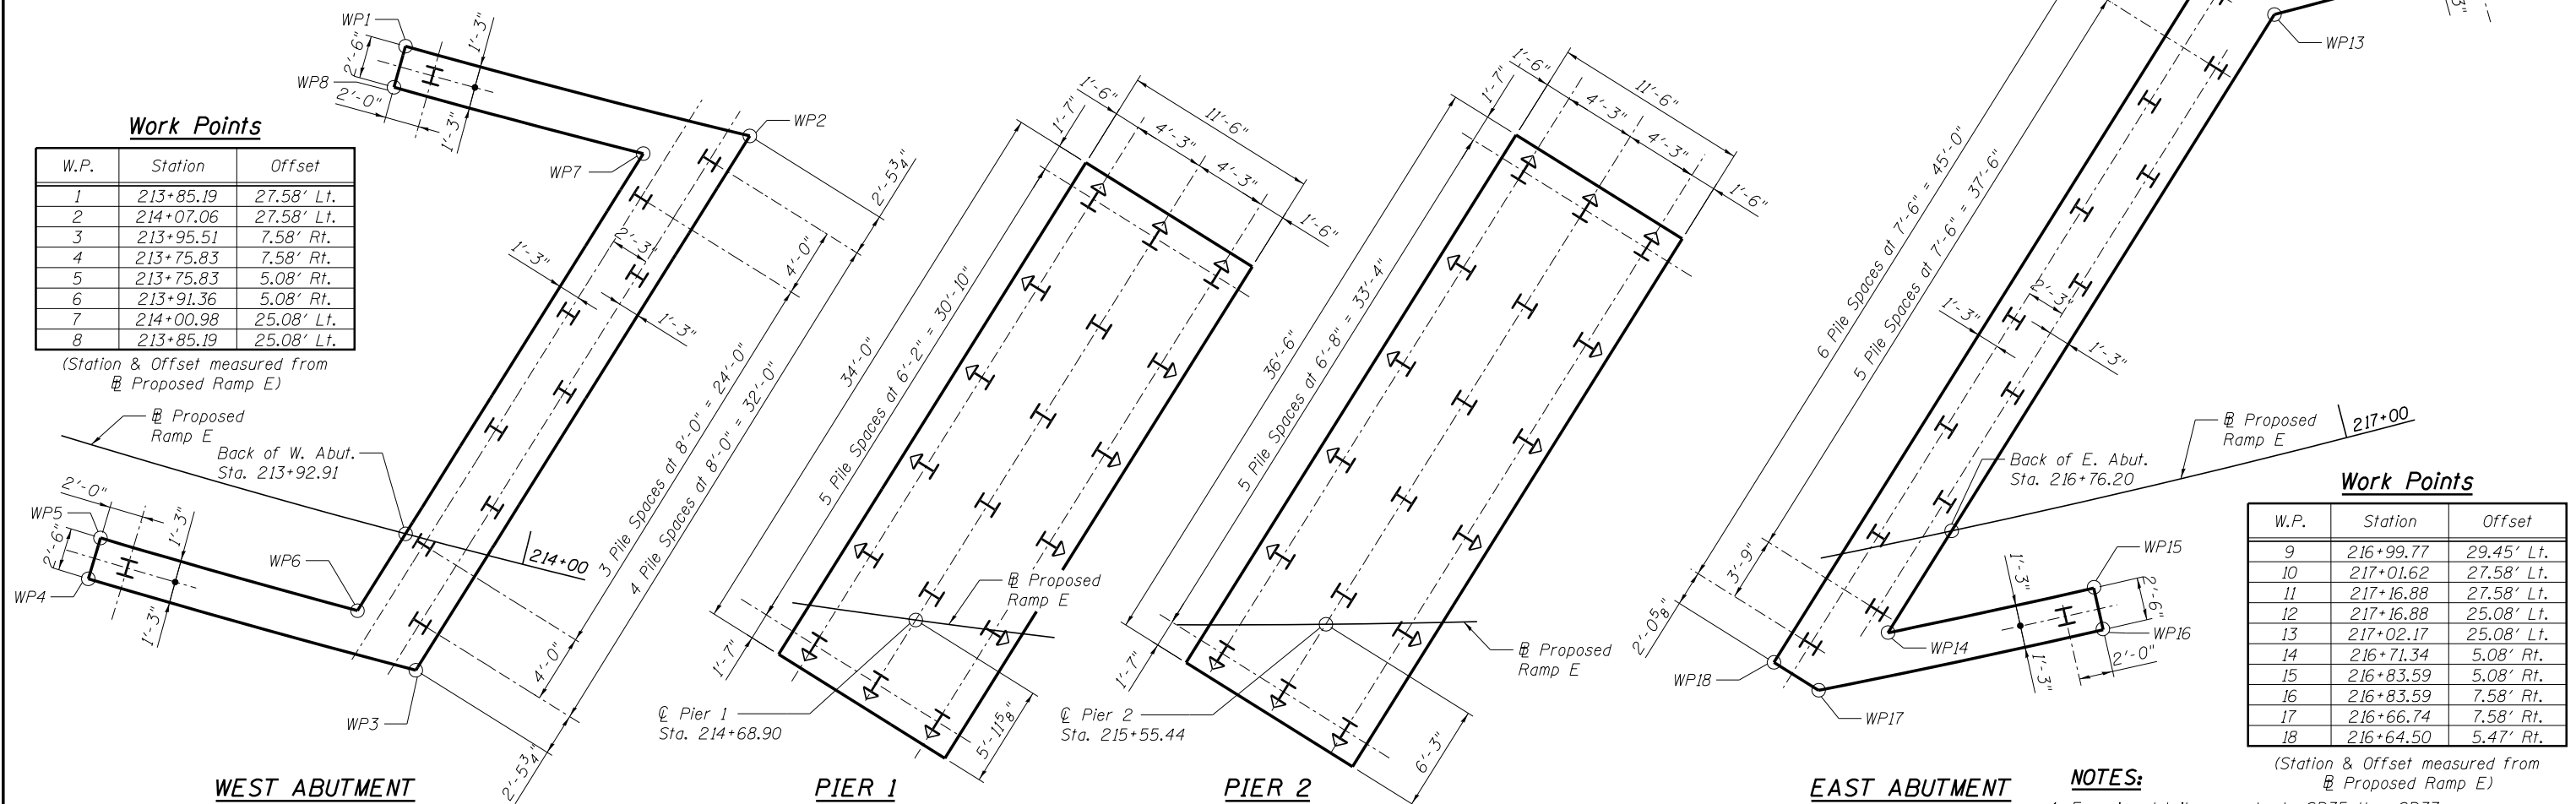 WP1
2'-6"
1'-3"
WP8
2'-0"
1'-3"
WP2
WP7
Work Points
W.P. Station Offset
1 213+85.19 27.58' Lt.
2 214+07.06 27.58' Lt.
3 213+95.51 7.58' Rt.
4 213+75.83 7.58' Rt.
5 213+75.83 5.08' Rt.
6 213+91.36 5.08' Rt.
7 214+00.98 25.08' Lt.
8 213+85.19 25.08' Lt.
(Station & Offset measured from
℄ Proposed Ramp E)
℄ Proposed
Ramp E
Back of W. Abut.
Sta. 213+92.91
214+00
2'-0"
WP5
2'-6"
1'-3"
WP4
1'-3"
WP6
WP3
1'-3"
2'-3"
1'-3"
2'-5¾"
4'-0"
3 Pile Spaces at 8'-0" = 24'-0"
4 Pile Spaces at 8'-0" = 32'-0"
4'-0"
2'-5¾"
WEST ABUTMENT
1'-7"
1'-6"
11'-6"
4'-3"
4'-3"
1'-6"
34'-0"
5 Pile Spaces at 6'-2" = 30'-10"
1'-7"
℄ Proposed
Ramp E
℄ Pier 1
Sta. 214+68.90
5'-11⅝"
PIER 1
1'-7"
1'-6"
11'-6"
4'-3"
4'-3"
1'-6"
36'-6"
5 Pile Spaces at 6'-8" = 33'-4"
1'-7"
℄ Proposed
Ramp E
℄ Pier 2
Sta. 215+55.44
6'-3"
PIER 2
WP13
6 Pile Spaces at 7'-6" = 45'-0"
5 Pile Spaces at 7'-6" = 37'-6"
1'-3"
2'-3"
1'-3"
℄ Proposed
Ramp E
217+00
Back of E. Abut.
Sta. 216+76.20
3'-9"
2'-0⅝"
WP18
WP17
WP14
WP15
WP16
1'-3"
2'-6"
1'-3"
2'-0"
EAST ABUTMENT
Work Points
W.P. Station Offset
9 216+99.77 29.45' Lt.
10 217+01.62 27.58' Lt.
11 217+16.88 27.58' Lt.
12 217+16.88 25.08' Lt.
13 217+02.17 25.08' Lt.
14 216+71.34 5.08' Rt.
15 216+83.59 5.08' Rt.
16 216+83.59 7.58' Rt.
17 216+66.74 7.58' Rt.
18 216+64.50 5.47' Rt.
(Station & Offset measured from
℄ Proposed Ramp E)
NOTES: